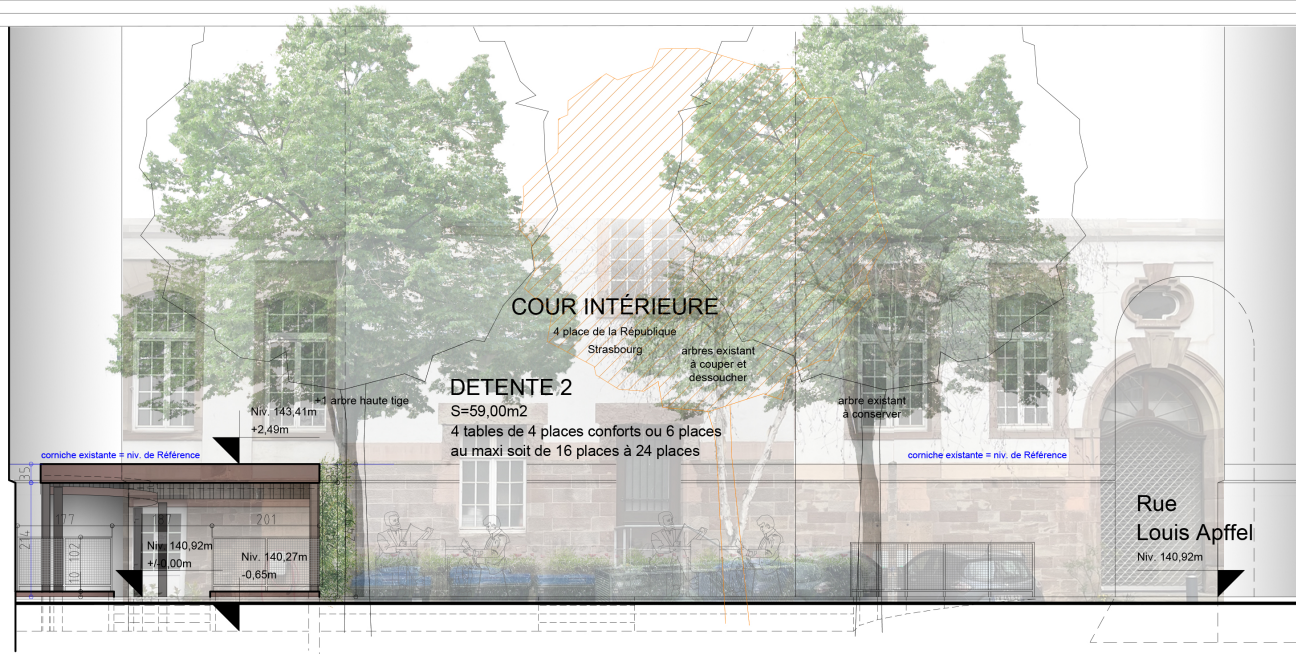 COUR INTÉRIEURE
4 place de la République
Strasbourg
arbres existant
à couper et
dessoucher
DETENTE 2
S=59,00m2
4 tables de 4 places conforts ou 6 places
au maxi soit de 16 places à 24 places
+1 arbre haute tige
arbre existant
à conserver
Niv. 143,41m
+2,49m
corniche existante = niv. de Référence
corniche existante = niv. de Référence
35
214
177
187
201
102
10
Niv. 140,92m
+/-0,00m
Niv. 140,27m
-0,65m
Rue
Louis Apffel
Niv. 140,92m